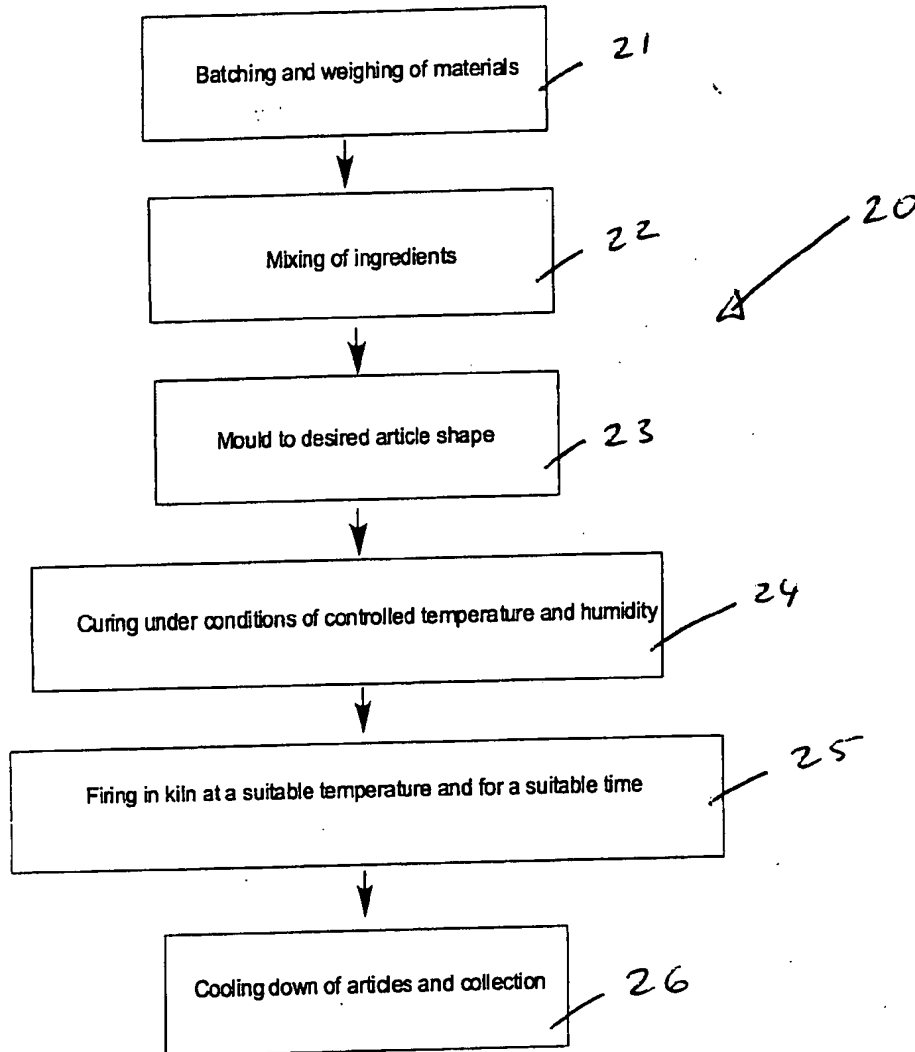 Batching and weighing of materials
21
Mixing of ingredients
22
20
Mould to desired article shape
23
Curing under conditions of controlled temperature and humidity
24
Firing in kiln at a suitable temperature and for a suitable time
25
Cooling down of articles and collection
26